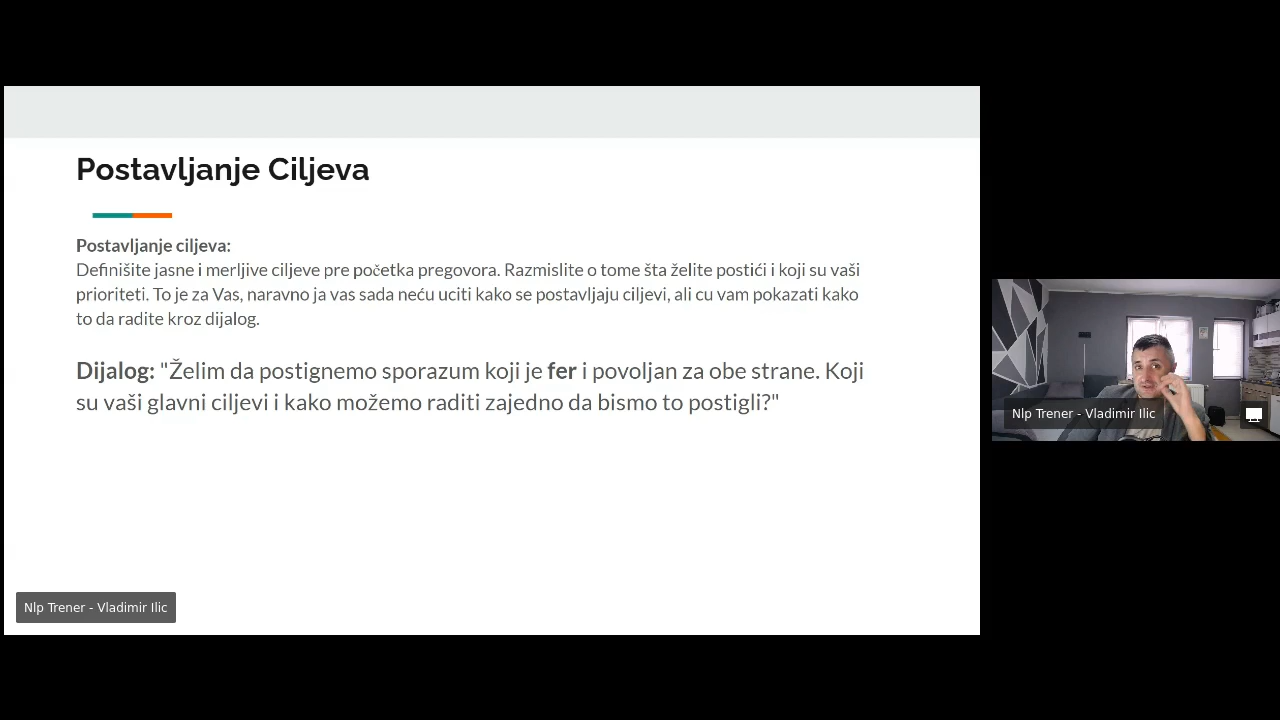 Postavljanje Ciljeva
Postavljanje ciljeva:
Definišite jasne i merljive ciljeve pre početka pregovora. Razmislite o tome šta želite postići i koji su vaši
prioriteti. To je za Vas, naravno ja vas sada neću uciti kako se postavljaju ciljevi, ali cu vam pokazati kako
to da radite kroz dijalog.
Dijalog: "Želim da postignemo sporazum koji je fer i povoljan za obe strane. Koji
su vaši glavni ciljevi i kako možemo raditi zajedno da bismo to postigli?"
Nlp Trener - Vladimir Ilic
Nlp Trener - Vladimir Ilic